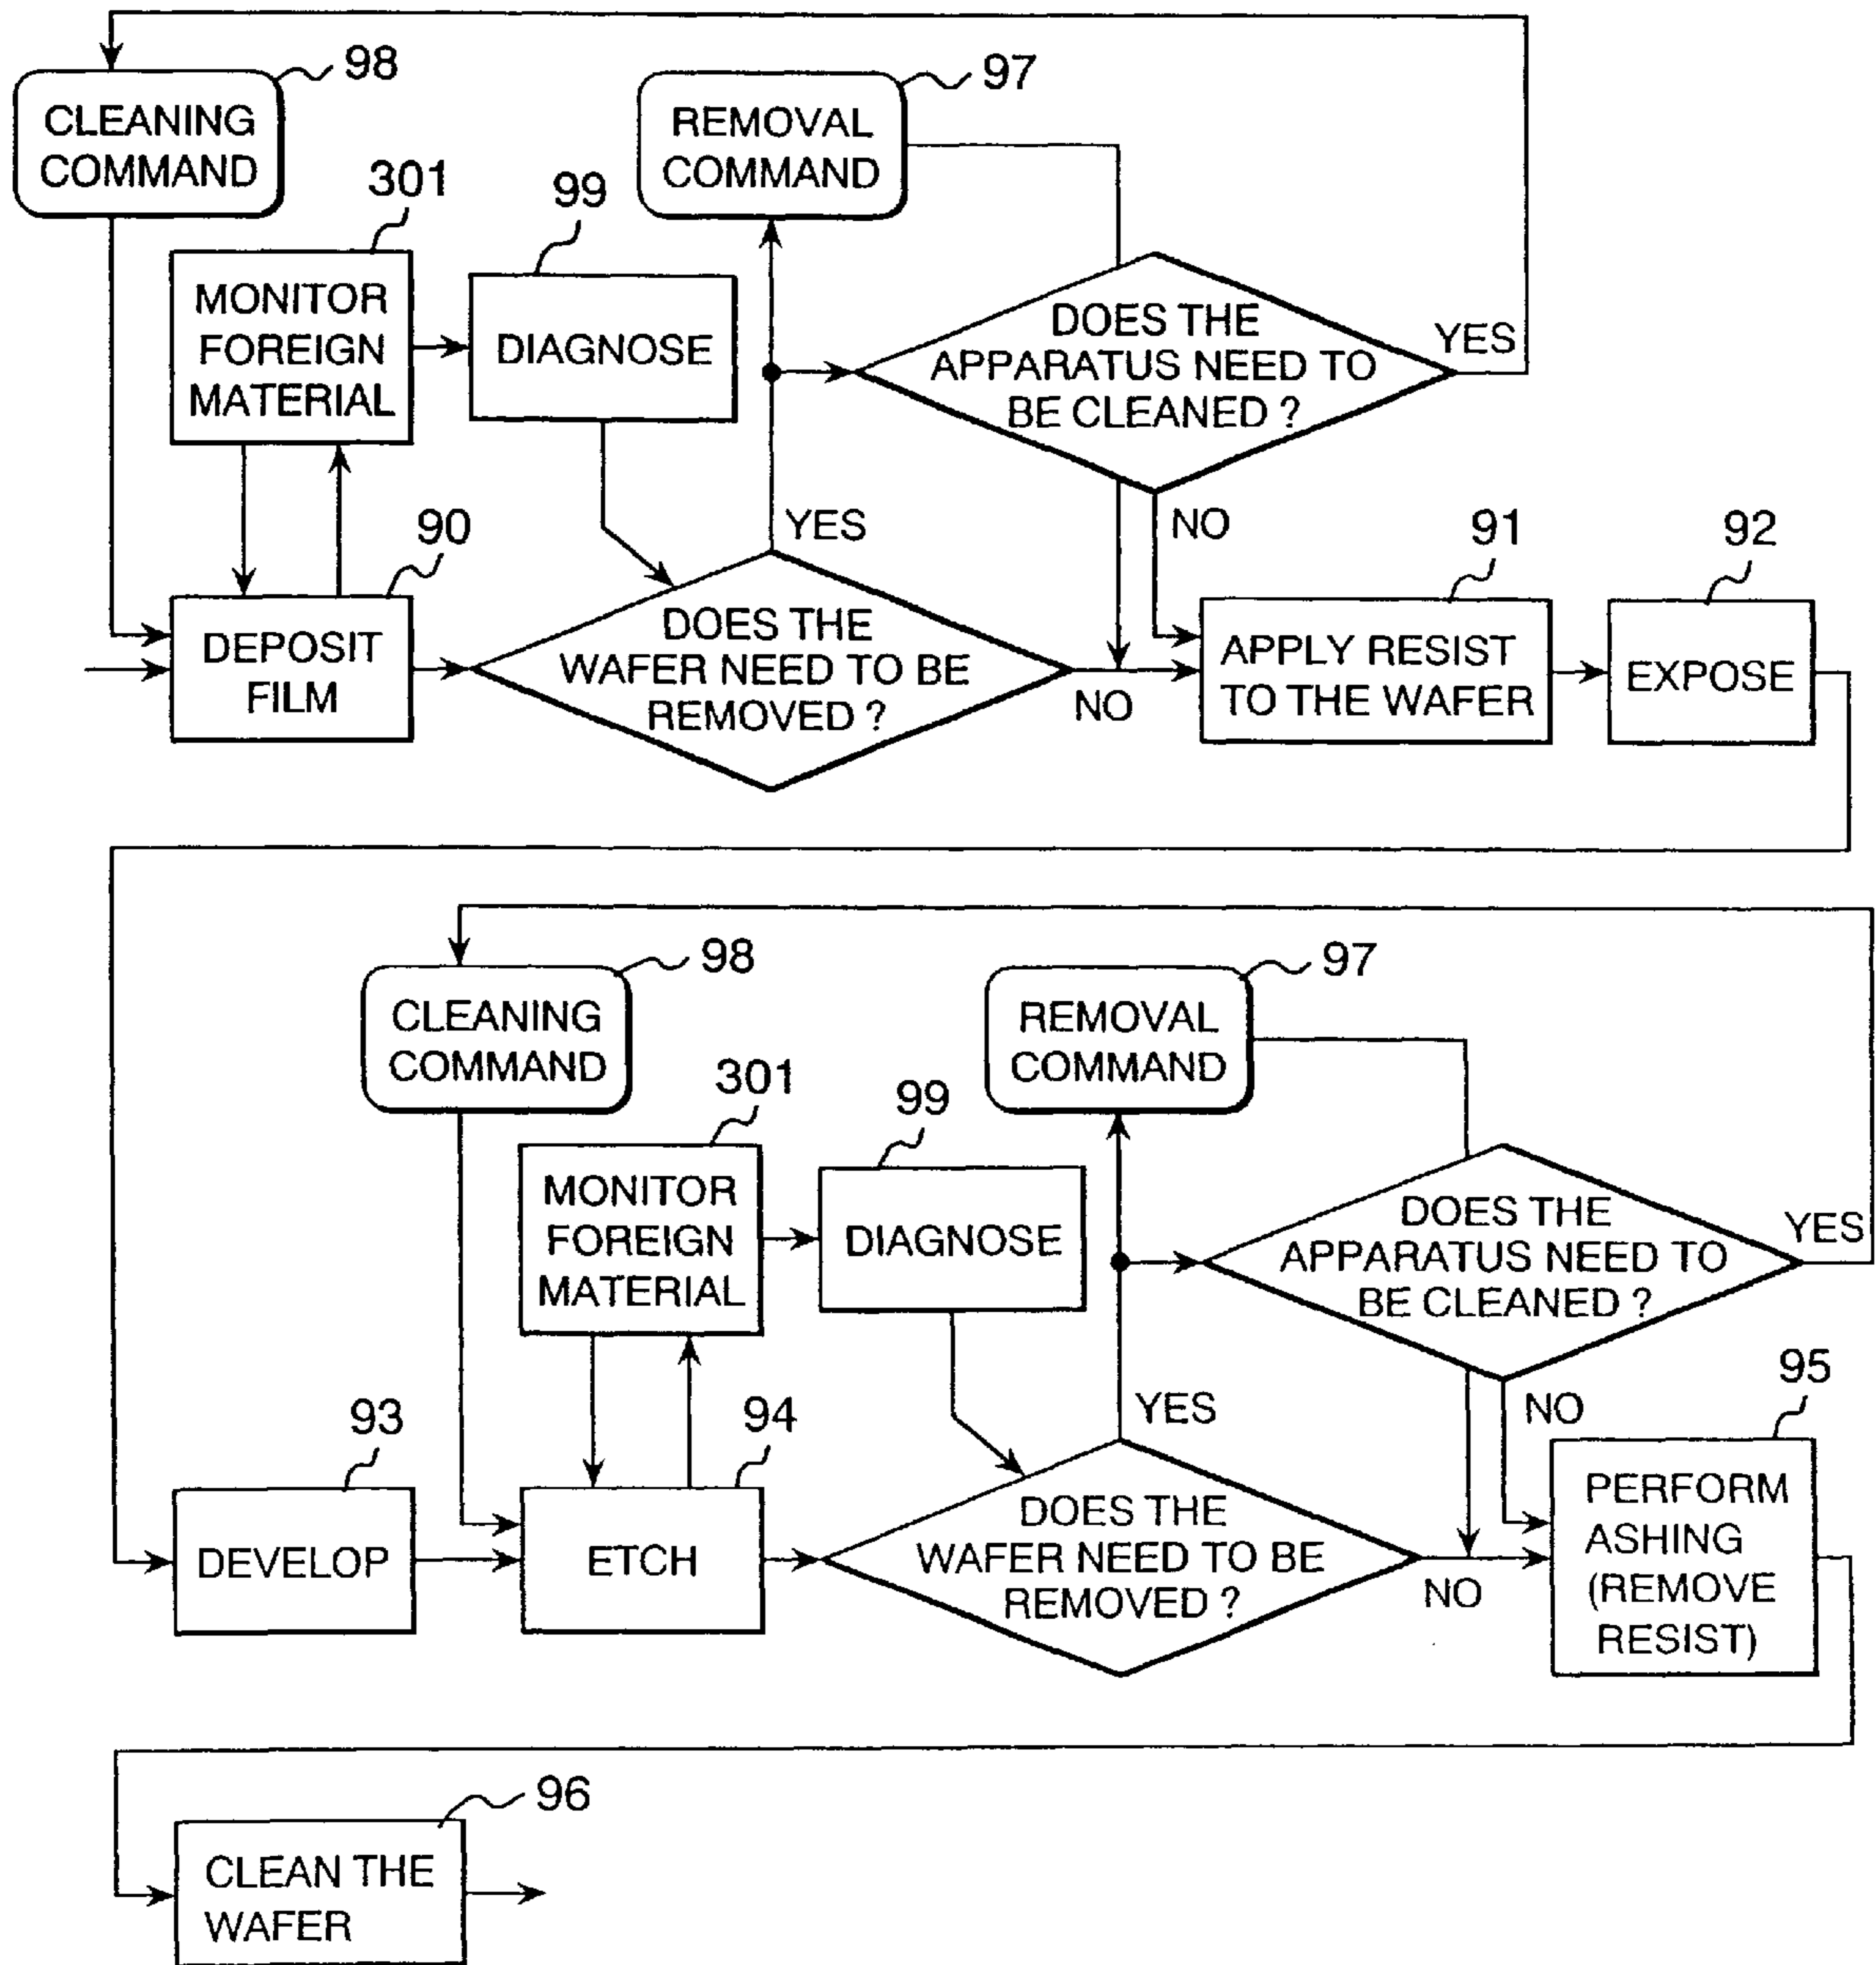 98
CLEANING
COMMAND
97
REMOVAL
COMMAND
301
MONITOR
FOREIGN
MATERIAL
99
DIAGNOSE
DOES THE
APPARATUS NEED TO
BE CLEANED ?
YES
NO
YES
90
DEPOSIT
FILM
DOES THE
WAFER NEED TO BE
REMOVED ?
NO
91
APPLY RESIST
TO THE WAFER
92
EXPOSE
98
CLEANING
COMMAND
97
REMOVAL
COMMAND
301
MONITOR
FOREIGN
MATERIAL
99
DIAGNOSE
DOES THE
APPARATUS NEED TO
BE CLEANED ?
YES
NO
YES
93
DEVELOP
94
ETCH
DOES THE
WAFER NEED TO BE
REMOVED ?
NO
95
PERFORM
ASHING
(REMOVE
RESIST)
96
CLEAN THE
WAFER